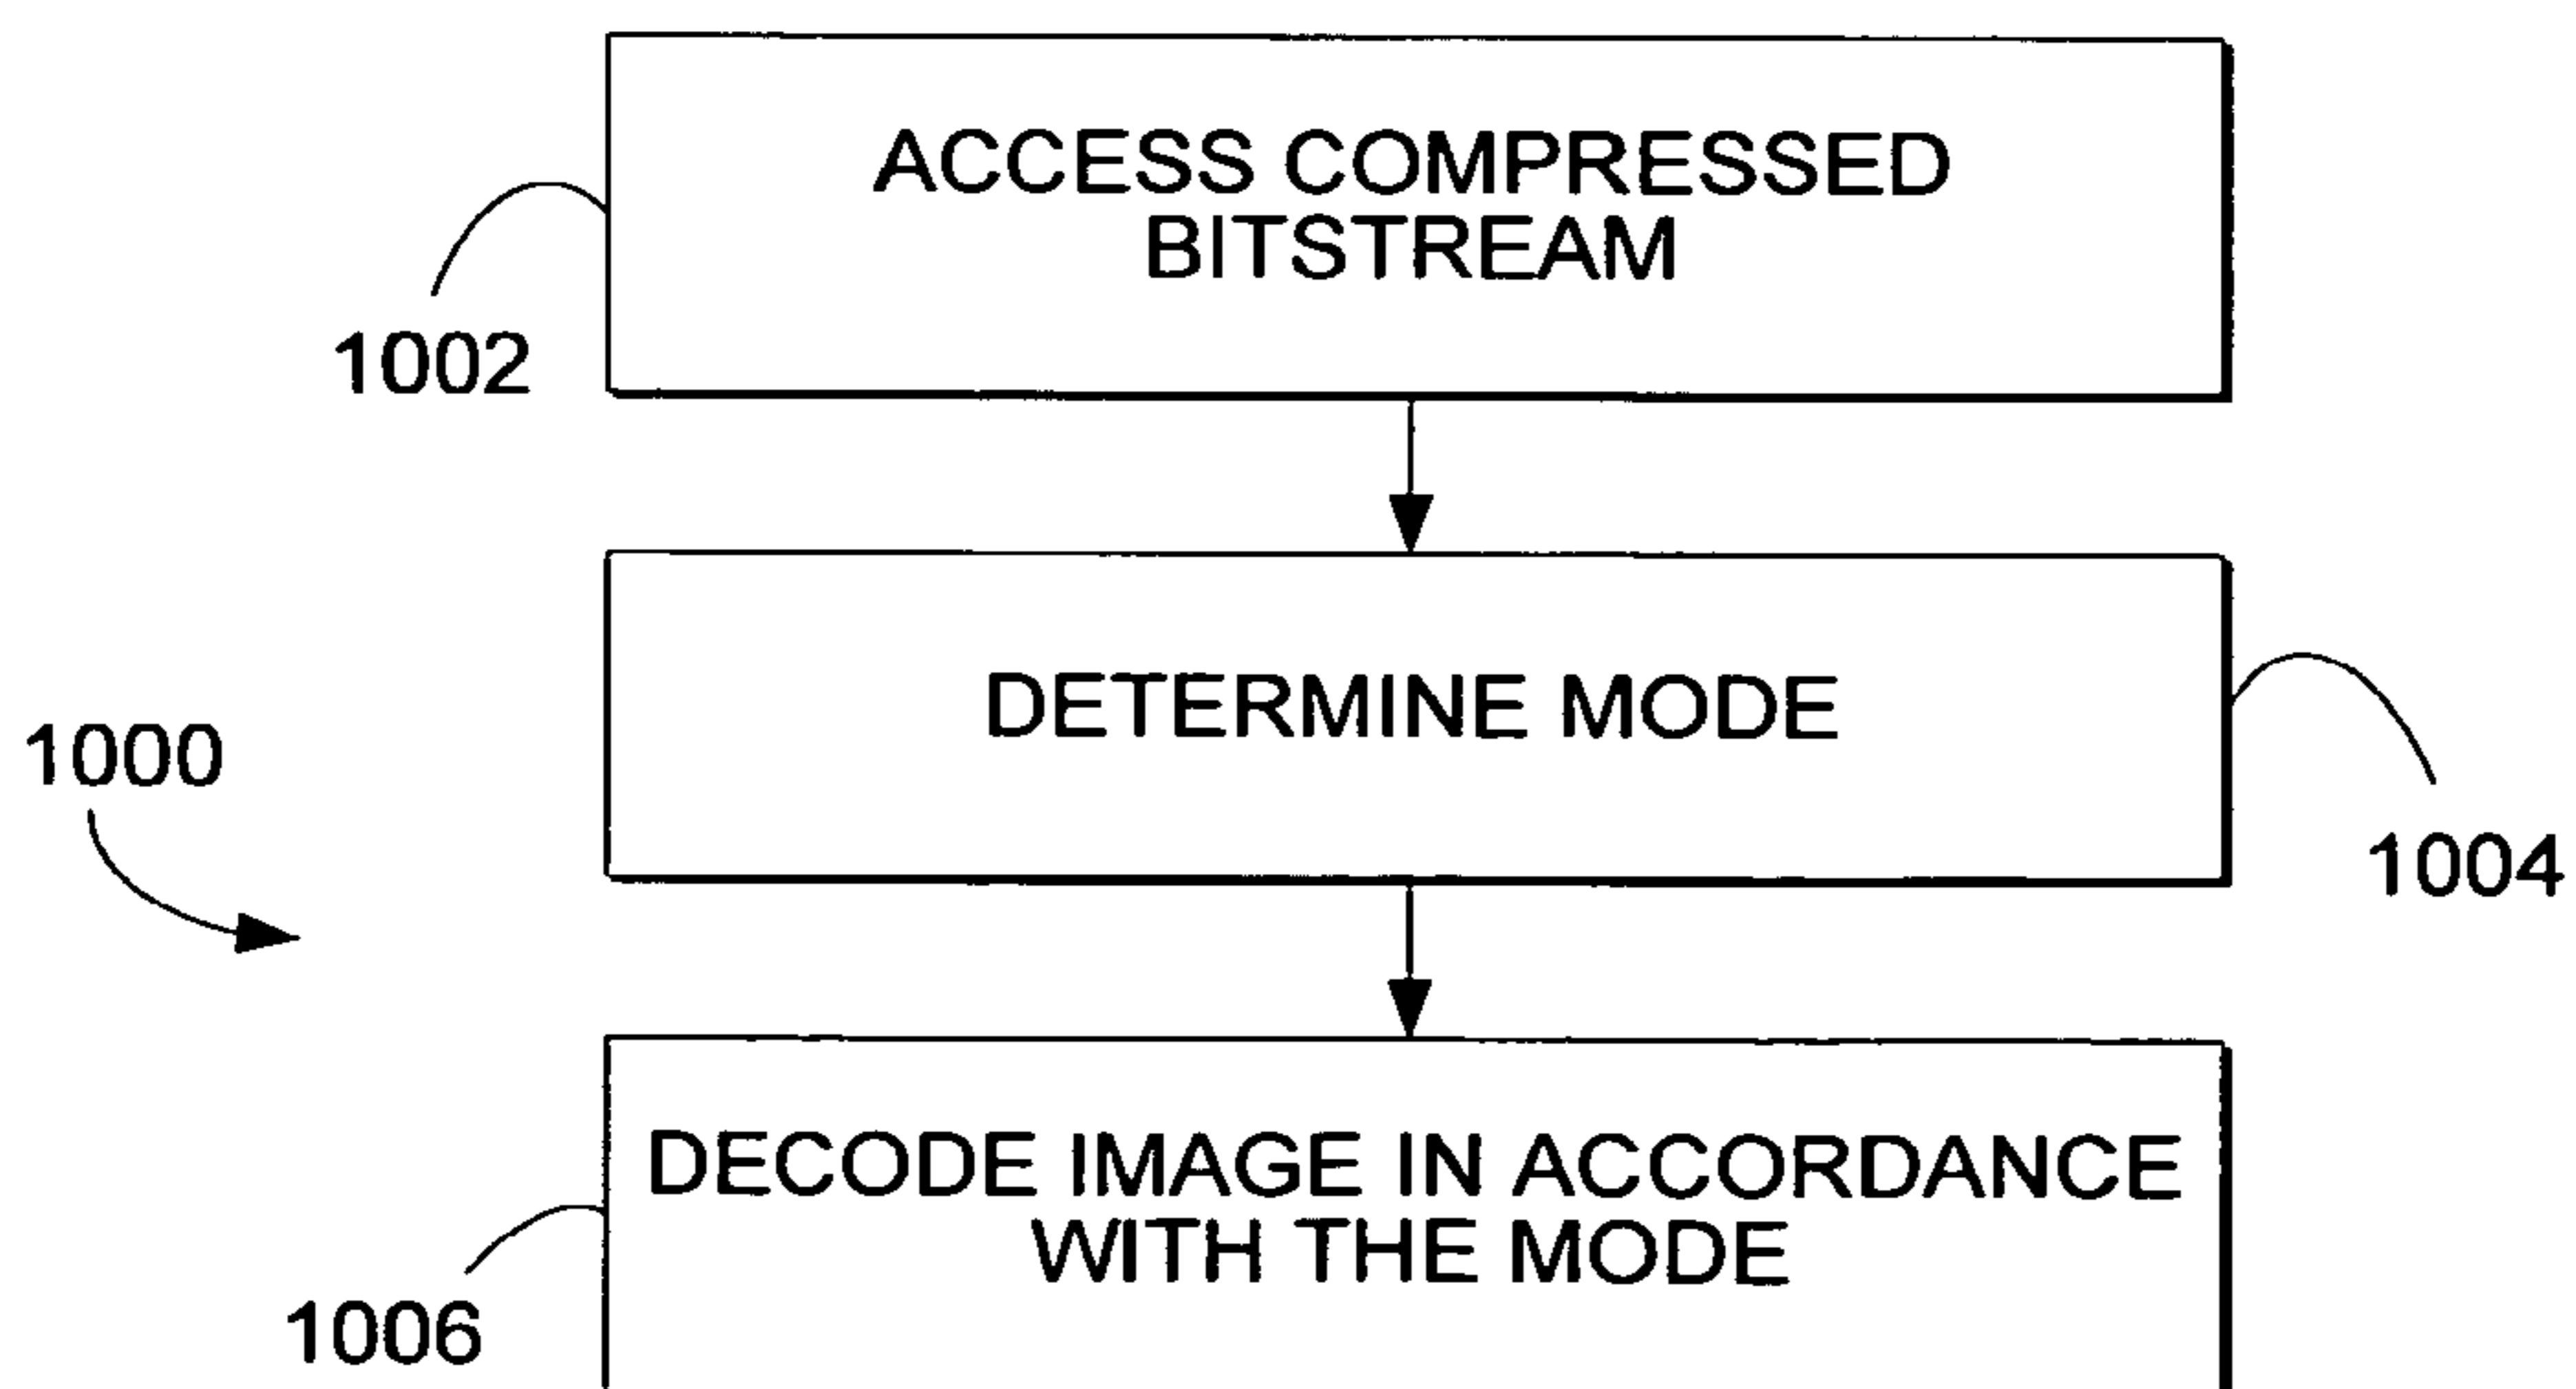 ACCESS COMPRESSED
BITSTREAM
1002
DETERMINE MODE
1000
1004
DECODE IMAGE IN ACCORDANCE
WITH THE MODE
1006